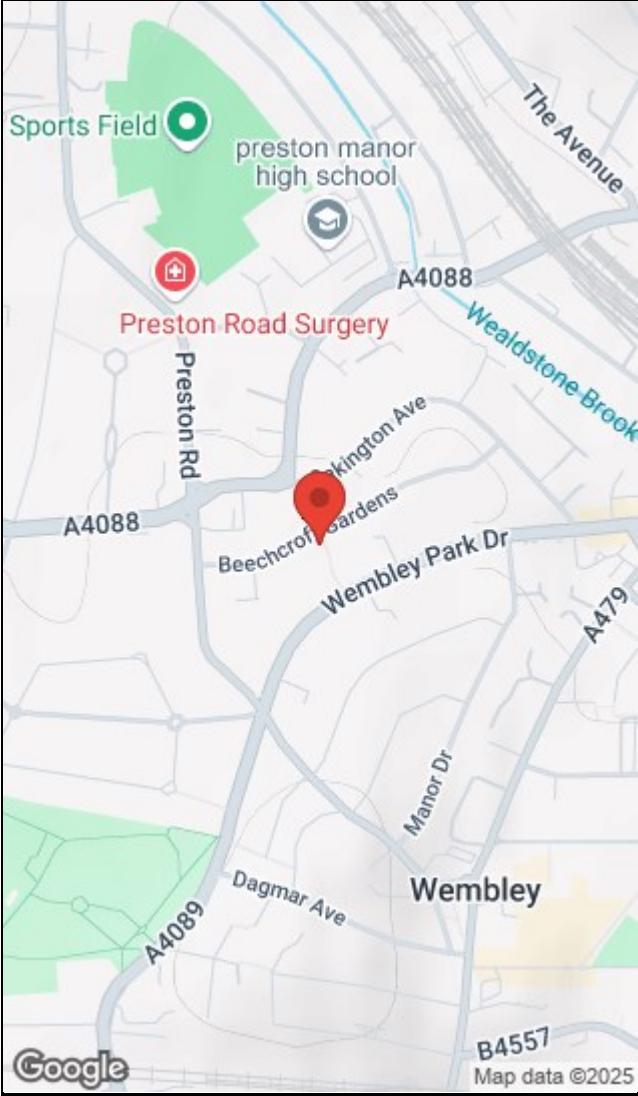 The Avenue
Sports Field
preston manor
high school
A4088
Preston Road Surgery
Wealdstone Brook
Preston Rd
A4088
Beechcroft Gardens
Wembley Park Dr
A479
Manor Dr
Wembley
Dagmar Ave
A4089
B4557
Google
Map data ©2025